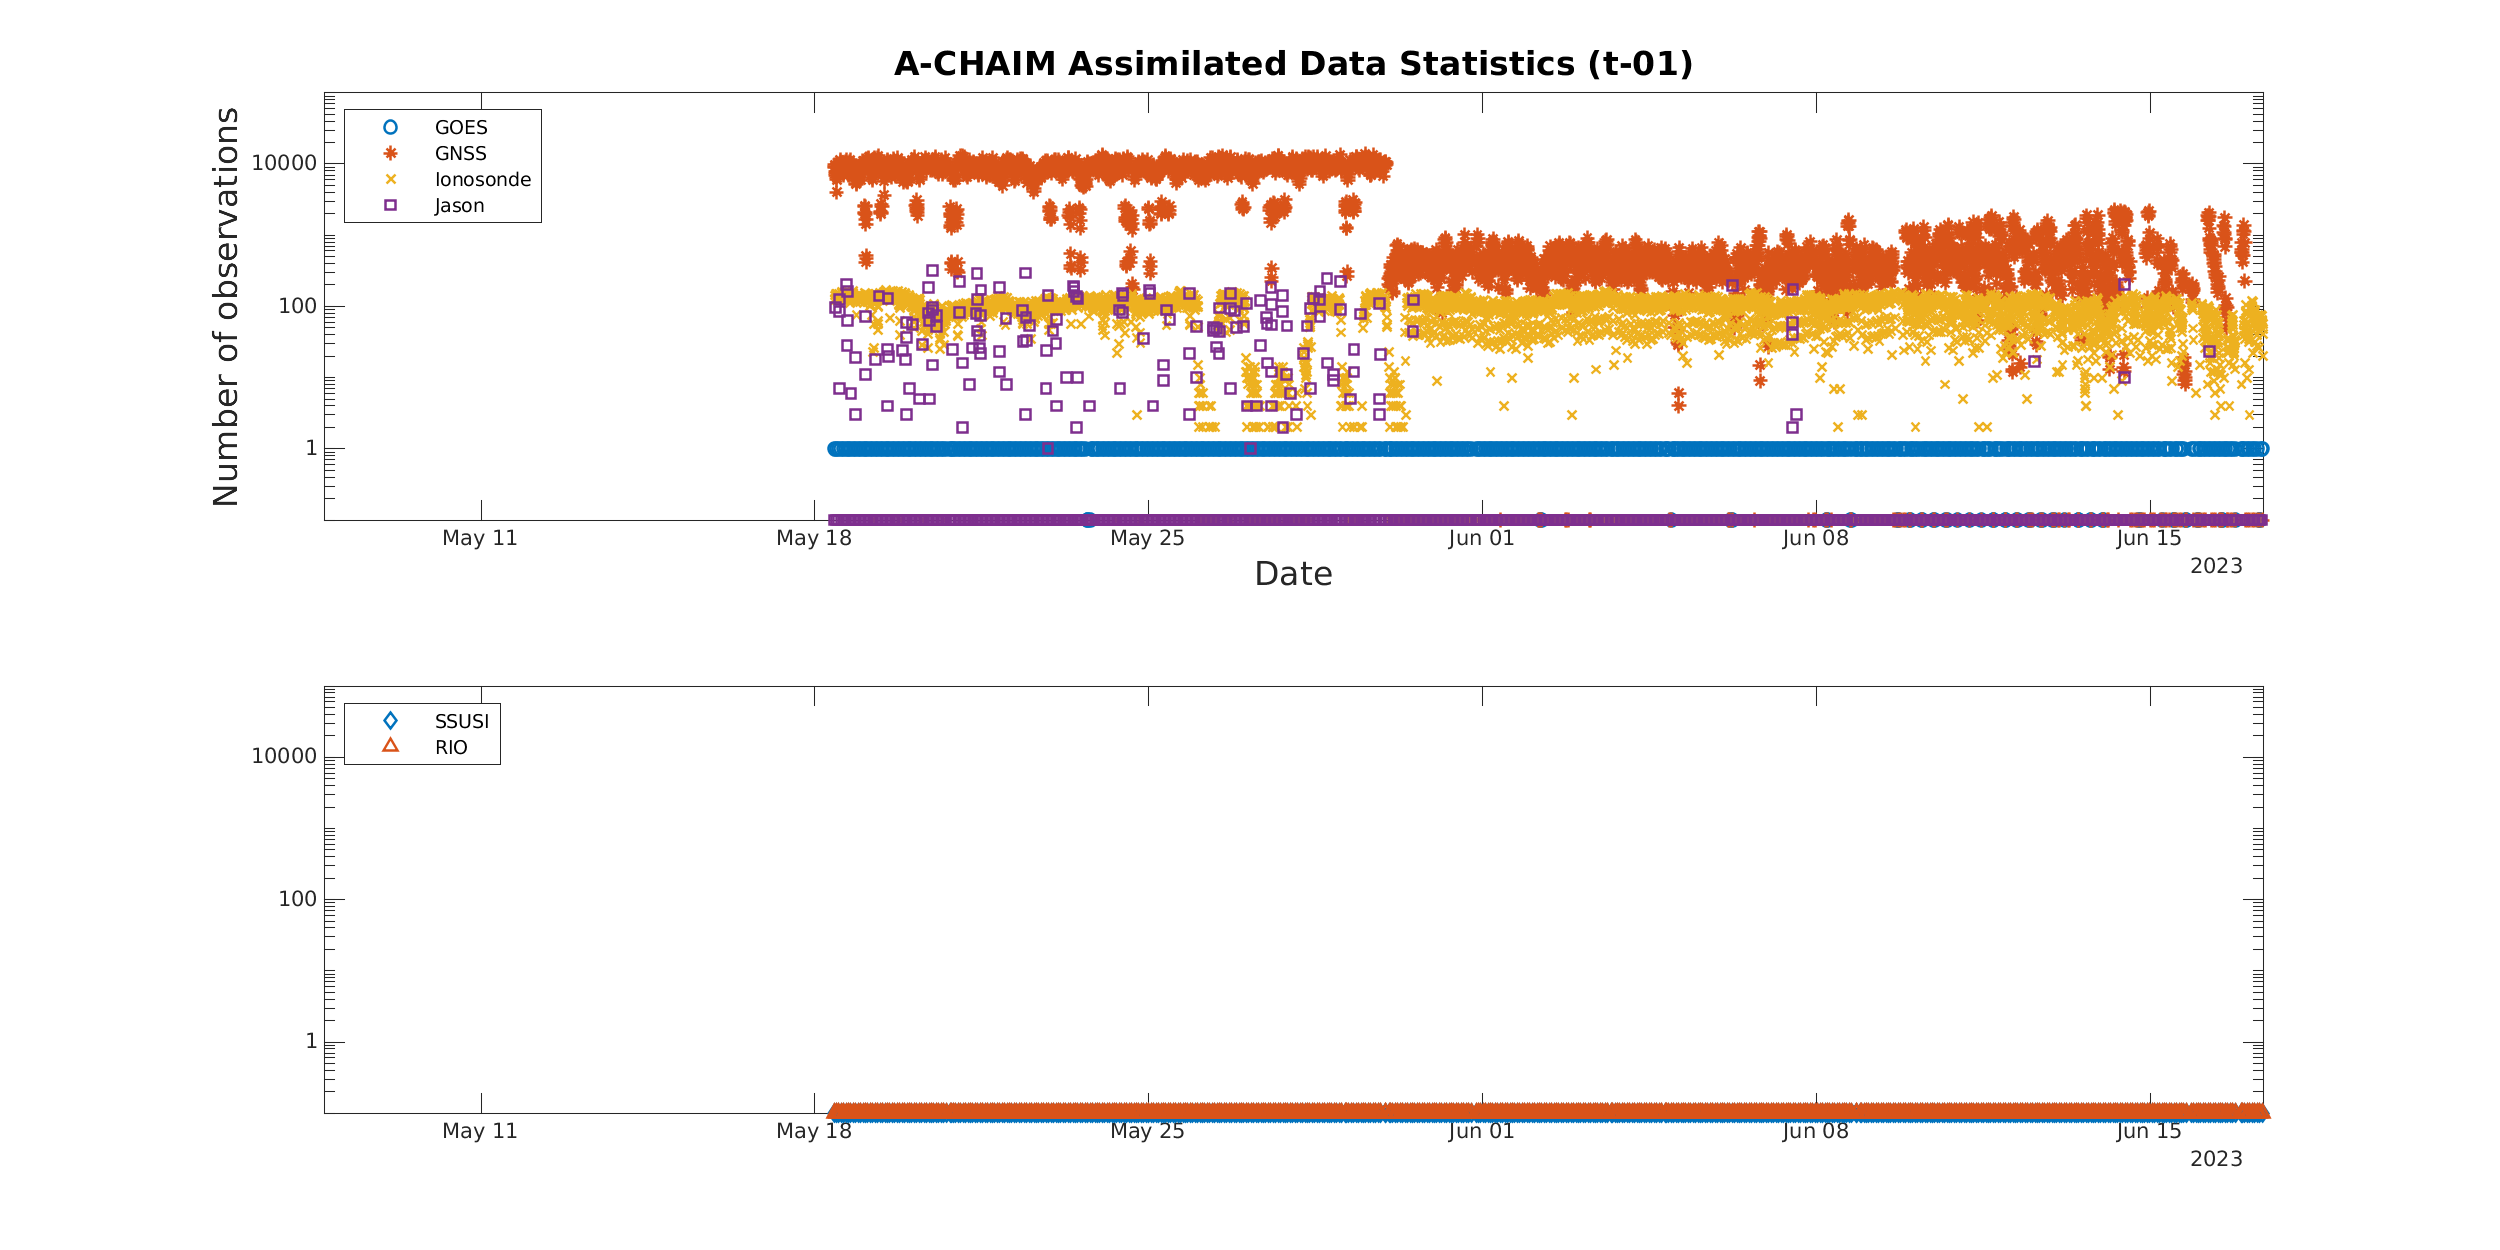 A-CHAIM Assimilated Data Statistics (t-01)
Number of observations
10000
100
1
GOES
GNSS
Ionosonde
Jason
May 11
May 18
May 25
Jun 01
Jun 08
Jun 15
2023
Date
10000
100
1
SSUSI
RIO
May 11
May 18
May 25
Jun 01
Jun 08
Jun 15
2023